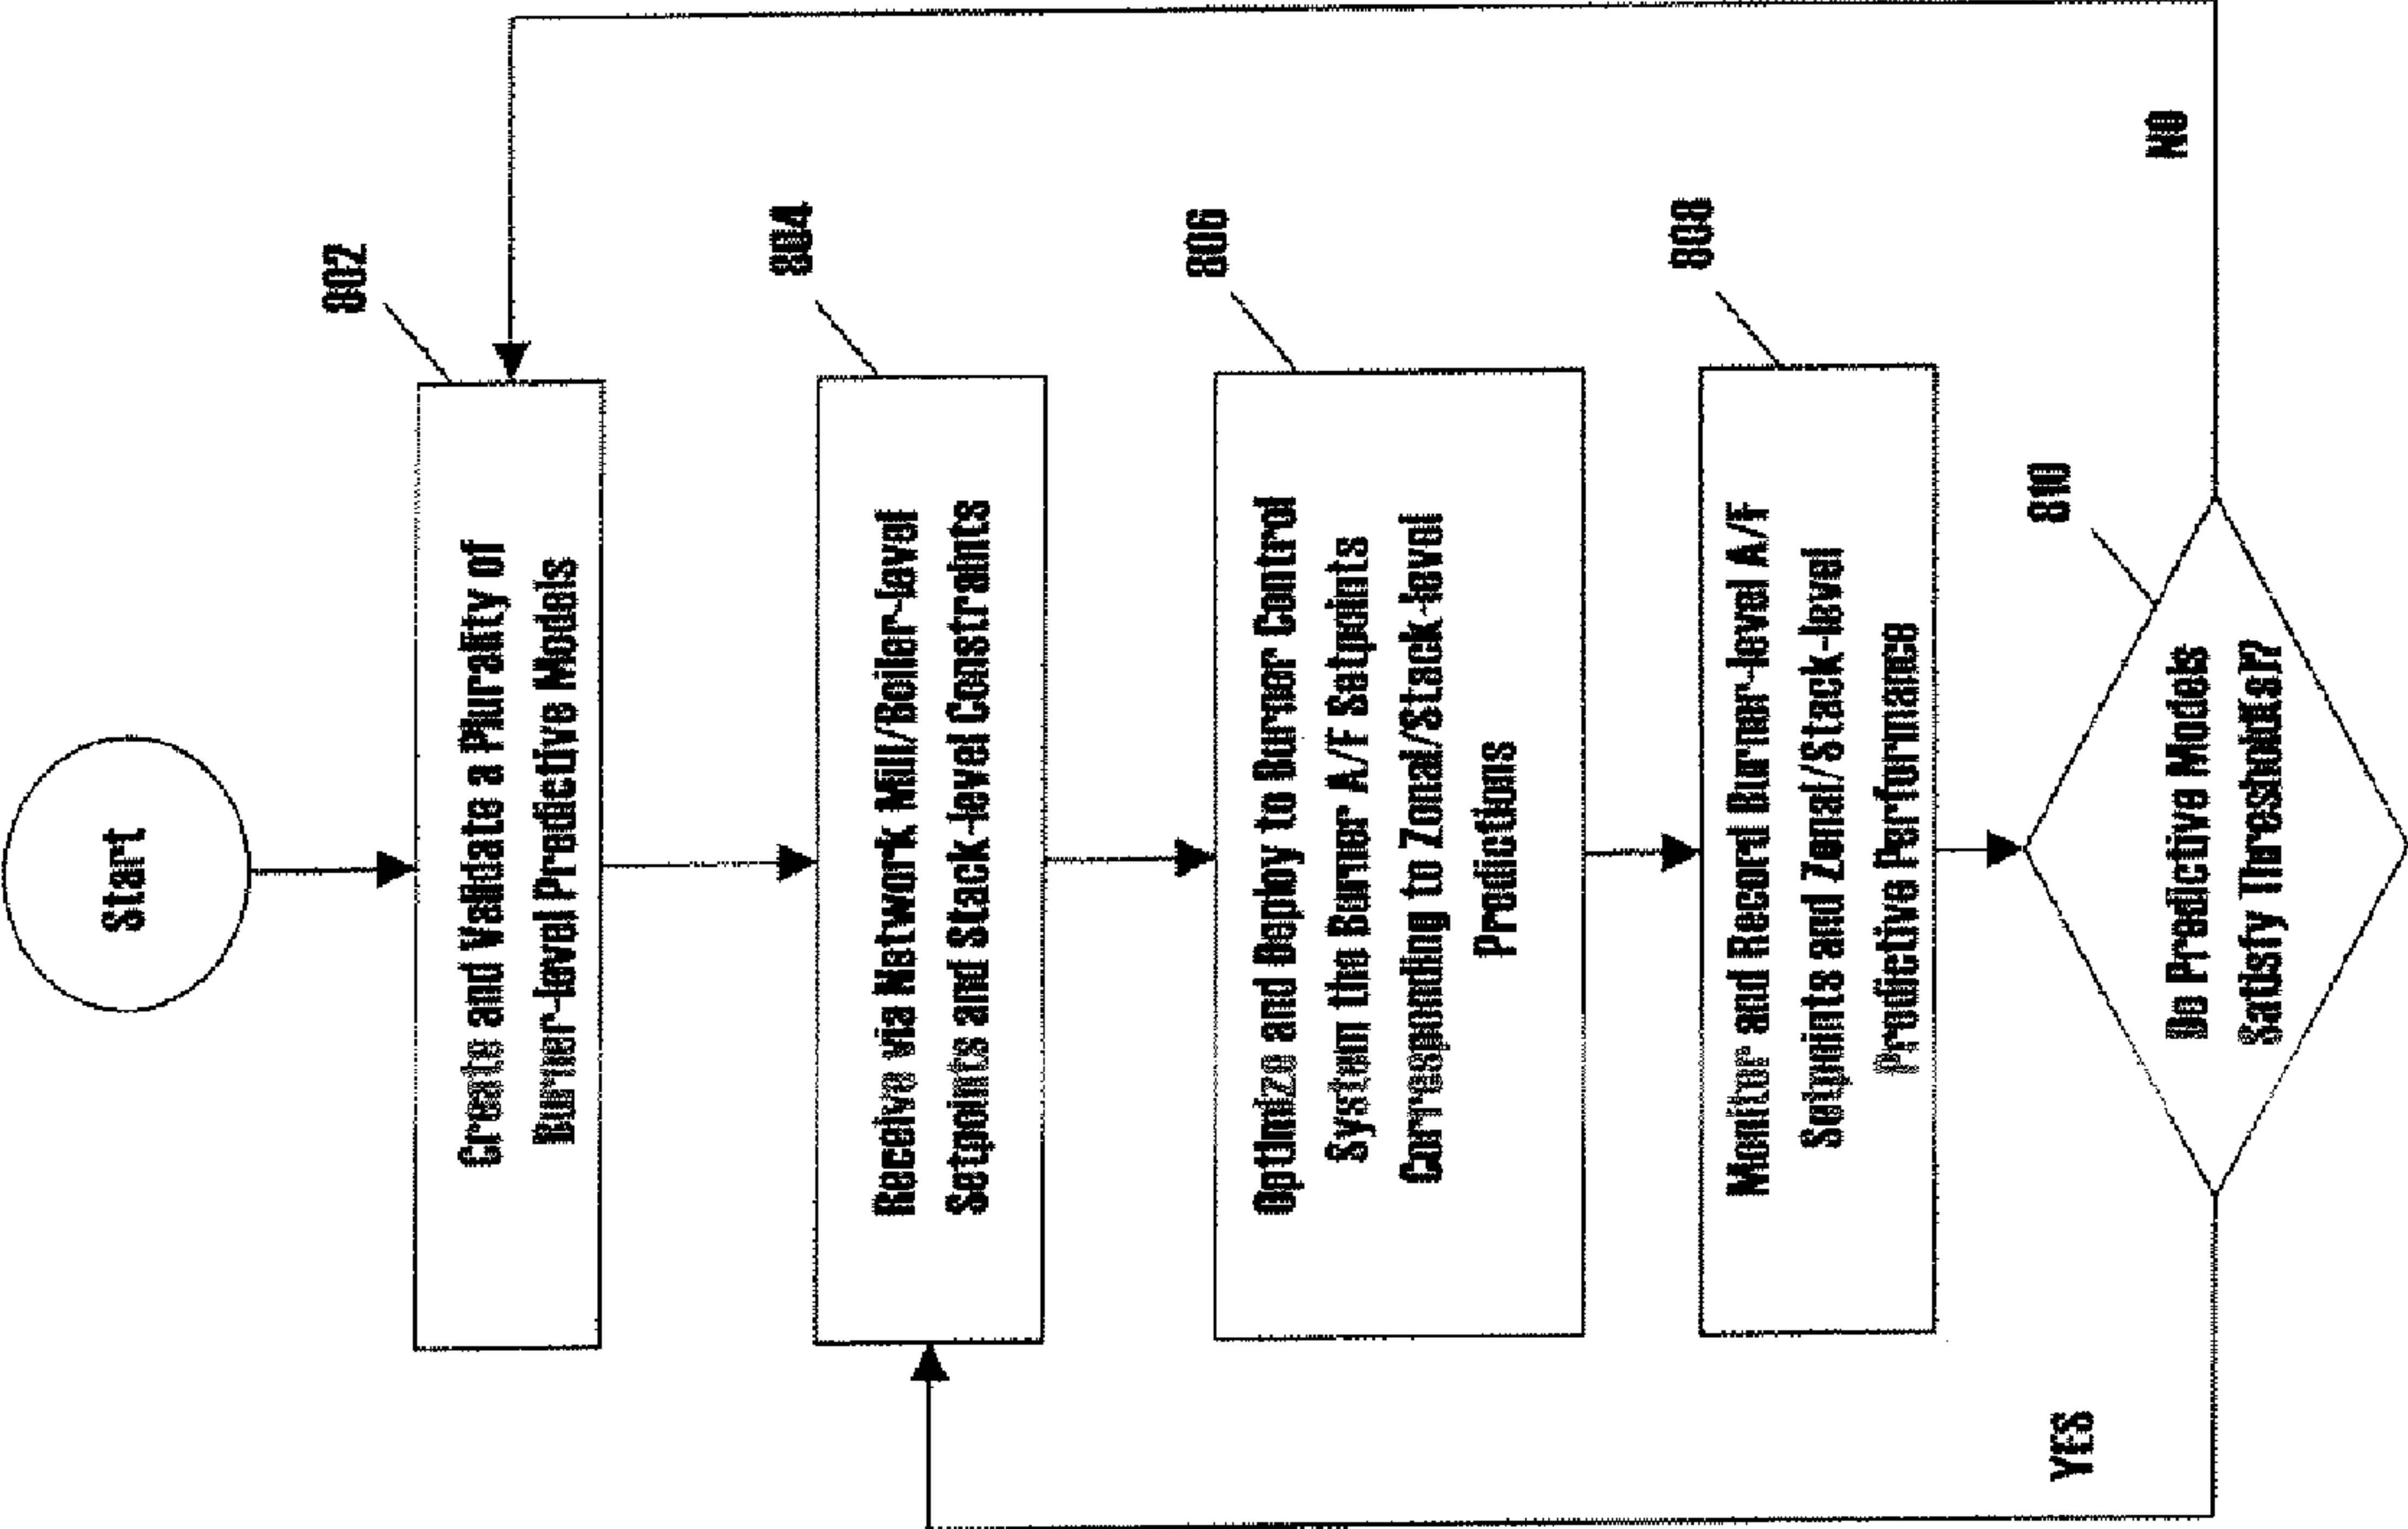 Start
802
Create and Validate a Plurality of
Burner-level Predictive Models
804
Receive via Network Mill/Boiler-level
Setpoints and Stack-level Constraints
806
Optimize and Deploy to Burner Control
System the Burner A/F Setpoints
Corresponding to Zonal/Stack-level
Predictions
808
Monitor and Record Burner-level A/F
Setpoints and Zonal/Stack-level
Predictive Performance
810
Do Predictive Models
Satisfy Threshold(s)?
YES
NO